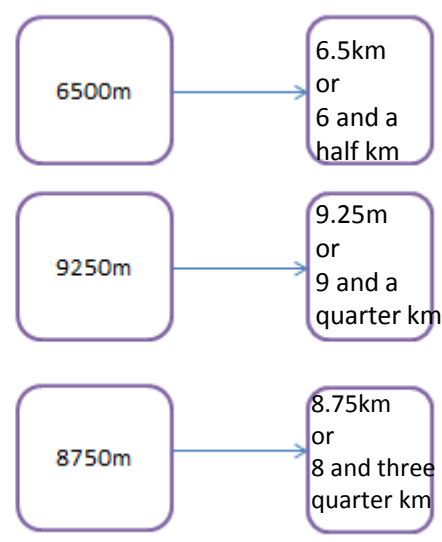 6500m
6.5km
or
6 and a
half km
9250m
9.25m
or
9 and a
quarter km
8750m
8.75km
or
8 and three
quarter km